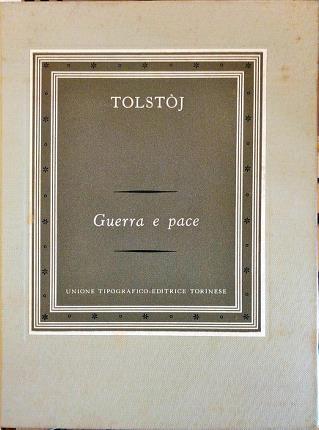 TOLSTÒJ
Guerra e pace
UNIONE TIPOGRAFICO-EDITRICE TORINESE